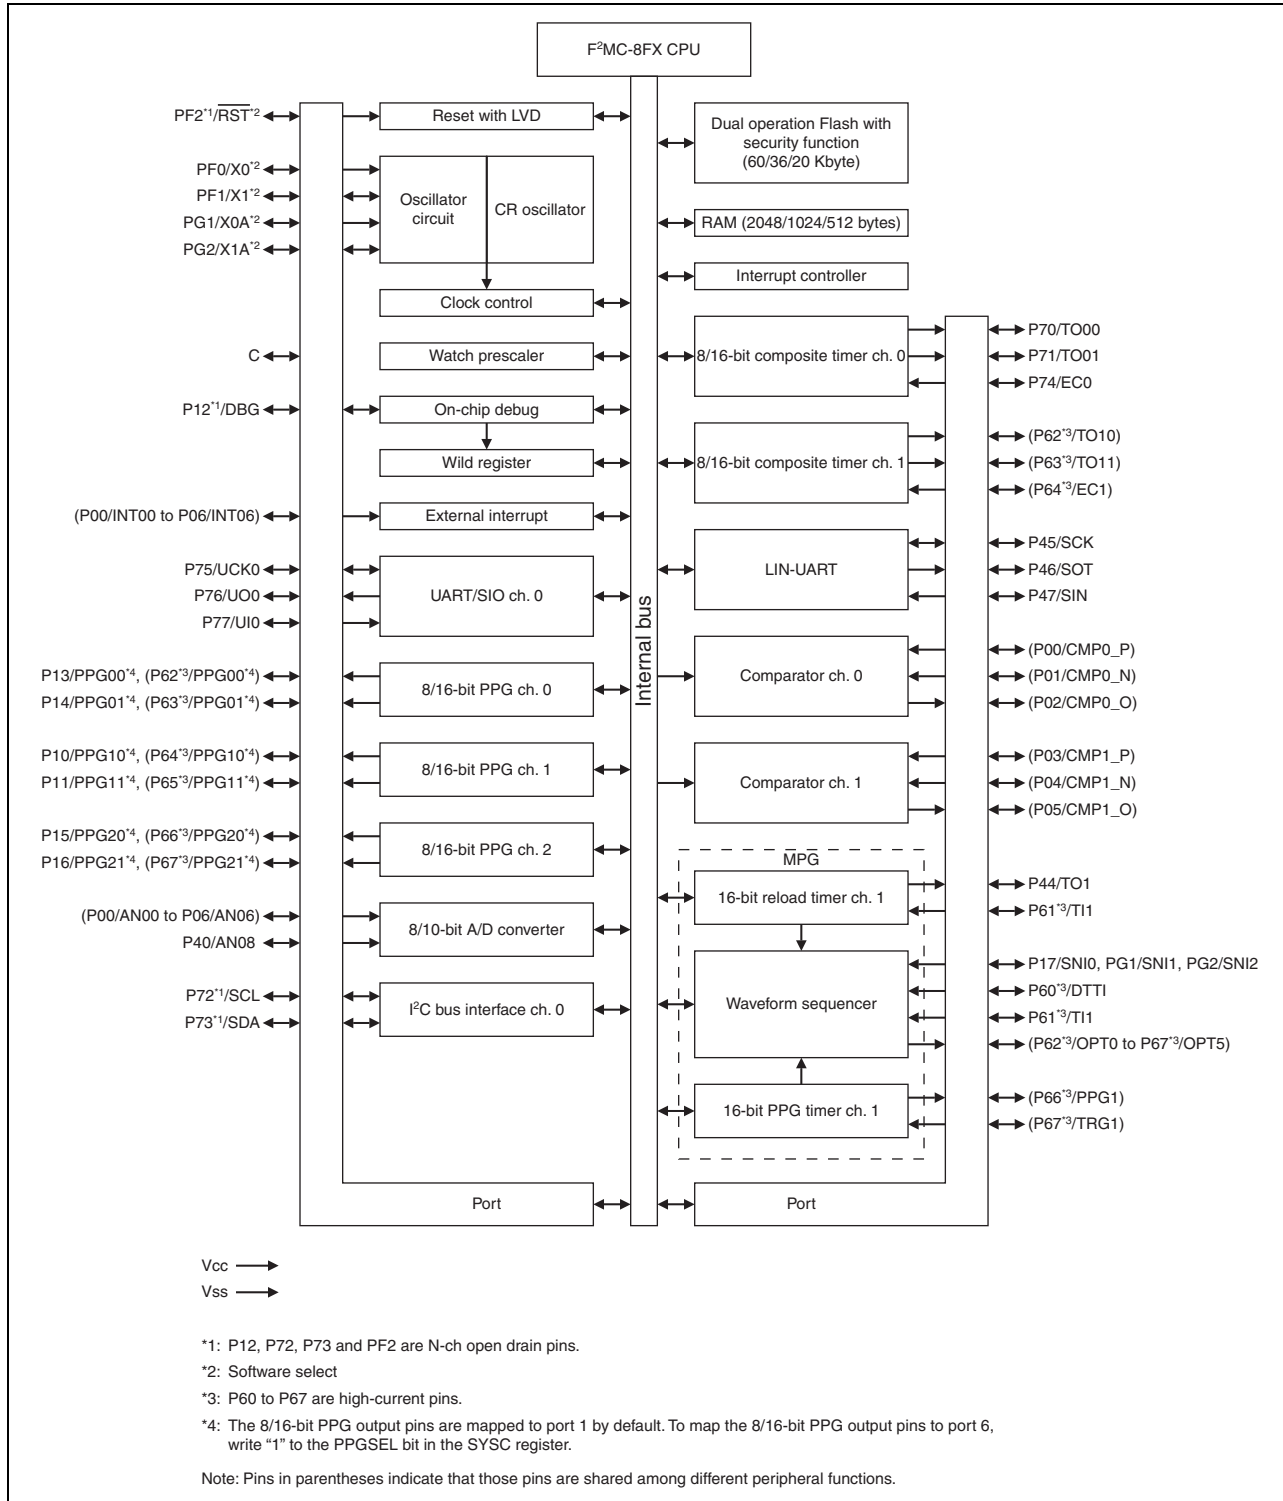 F²MC-8FX CPU
PF2*1/RST*2
Reset with LVD
Dual operation Flash with
security function
(60/36/20 Kbyte)
PF0/X0*2
PF1/X1*2
PG1/X0A*2
PG2/X1A*2
Oscillator
circuit
CR oscillator
RAM (2048/1024/512 bytes)
Interrupt controller
Clock control
C
Watch prescaler
8/16-bit composite timer ch. 0
P70/TO00
P71/TO01
P74/EC0
P12*1/DBG
On-chip debug
Wild register
8/16-bit composite timer ch. 1
(P62*3/TO10)
(P63*3/TO11)
(P64*3/EC1)
(P00/INT00 to P06/INT06)
External interrupt
P75/UCK0
P76/UO0
P77/UI0
UART/SIO ch. 0
Internal bus
LIN-UART
P45/SCK
P46/SOT
P47/SIN
P13/PPG00*4, (P62*3/PPG00*4)
P14/PPG01*4, (P63*3/PPG01*4)
8/16-bit PPG ch. 0
Comparator ch. 0
(P00/CMP0_P)
(P01/CMP0_N)
(P02/CMP0_O)
P10/PPG10*4, (P64*3/PPG10*4)
P11/PPG11*4, (P65*3/PPG11*4)
8/16-bit PPG ch. 1
Comparator ch. 1
(P03/CMP1_P)
(P04/CMP1_N)
(P05/CMP1_O)
P15/PPG20*4, (P66*3/PPG20*4)
P16/PPG21*4, (P67*3/PPG21*4)
8/16-bit PPG ch. 2
MPG
16-bit reload timer ch. 1
P44/TO1
P61*3/TI1
(P00/AN00 to P06/AN06)
P40/AN08
8/10-bit A/D converter
Waveform sequencer
P17/SNI0, PG1/SNI1, PG2/SNI2
P60*3/DTTI
P61*3/TI1
(P62*3/OPT0 to P67*3/OPT5)
P72*1/SCL
P73*1/SDA
I²C bus interface ch. 0
16-bit PPG timer ch. 1
(P66*3/PPG1)
(P67*3/TRG1)
Port
Port
Vcc
Vss
*1: P12, P72, P73 and PF2 are N-ch open drain pins.
*2: Software select
*3: P60 to P67 are high-current pins.
*4: The 8/16-bit PPG output pins are mapped to port 1 by default. To map the 8/16-bit PPG output pins to port 6,
write “1” to the PPGSEL bit in the SYSC register.
Note: Pins in parentheses indicate that those pins are shared among different peripheral functions.